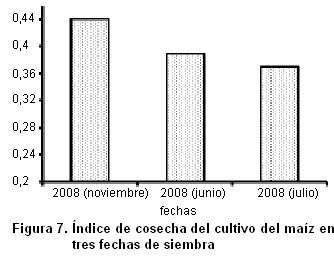 0,44
0,4
0,36
0,32
0,28
0,24
0,2
2008 (noviembre) 2008 (junio) 2008 (julio)
fechas
Figura 7. Índice de cosecha del cultivo del maíz en
tres fechas de siembra